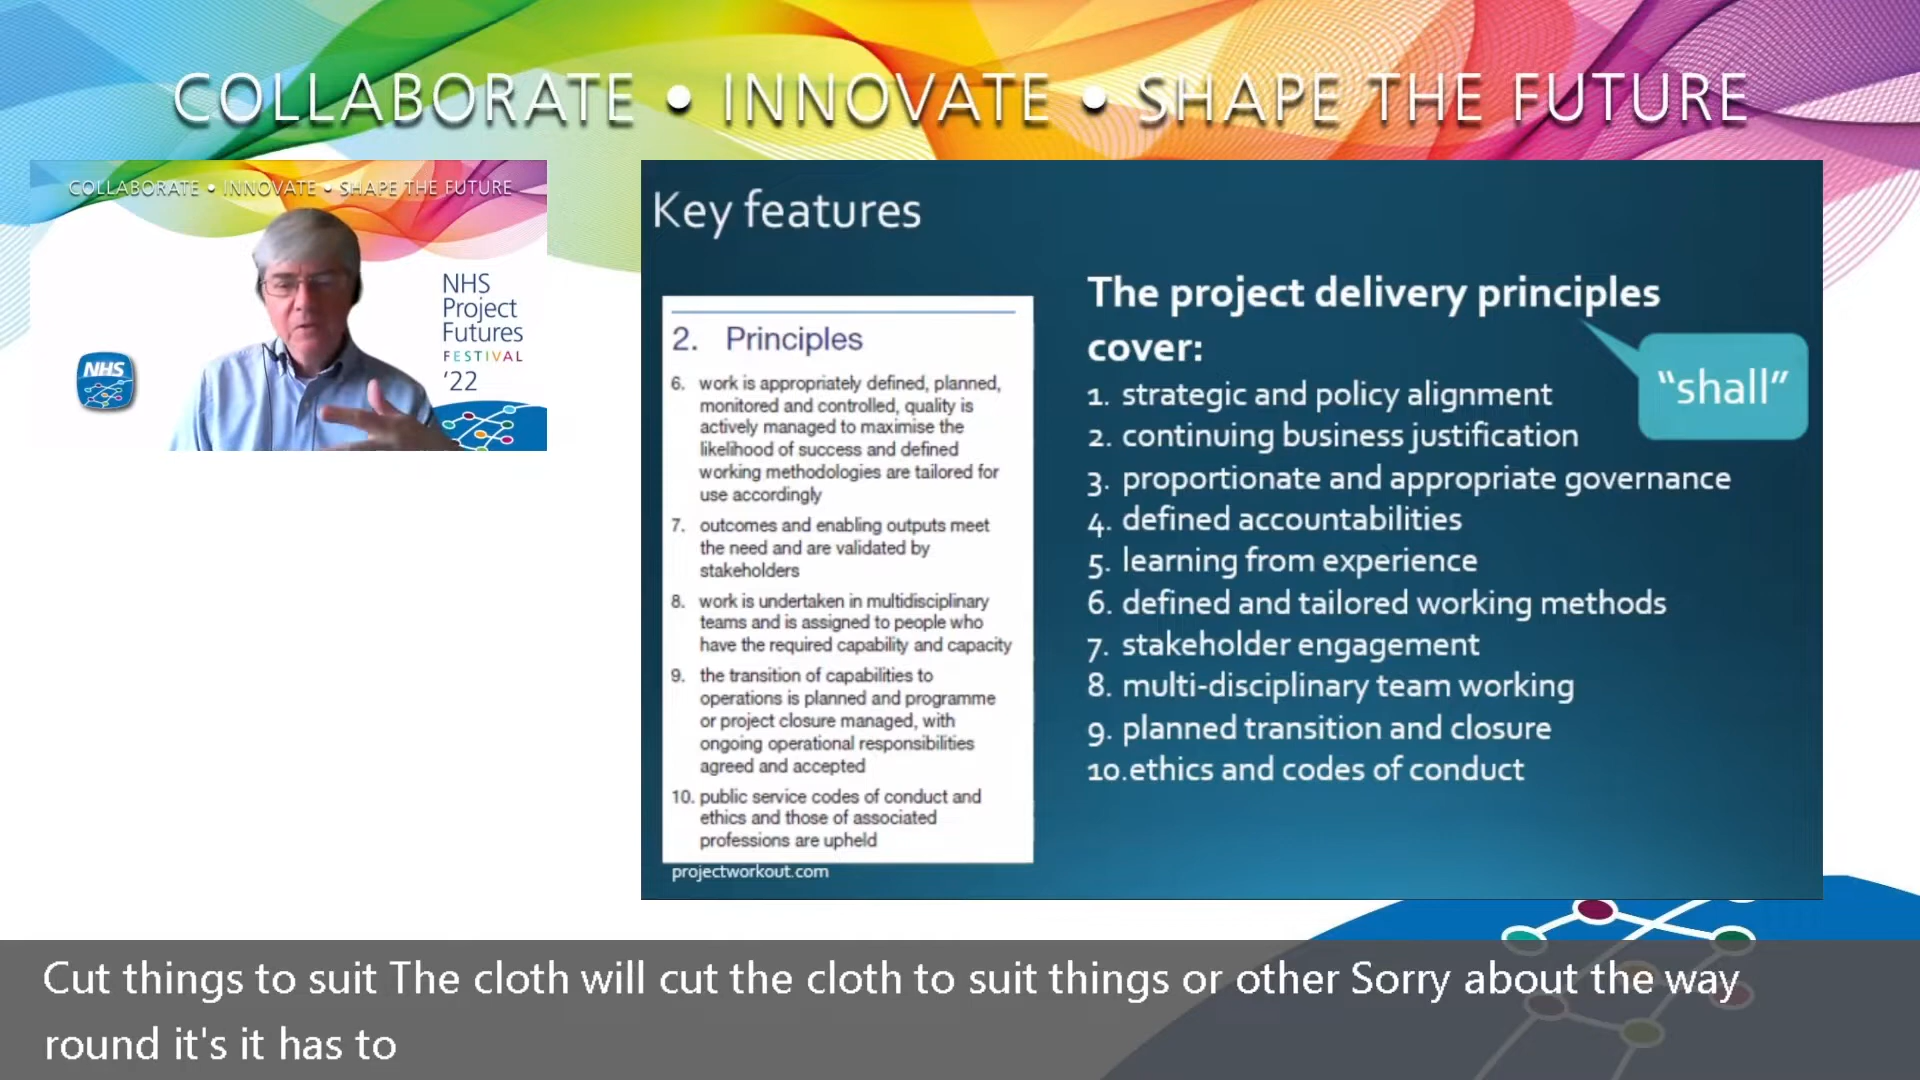 COLLABORATE • INNOVATE • SHAPE THE FUTURE
COLLABORATE • INNOVATE • SHAPE THE FUTURE
NHS
Project
Futures
FESTIVAL
'22
NHS
Key features
2. Principles
6. work is appropriately defined, planned,
monitored and controlled, quality is
actively managed to maximise the
likelihood of success and defined
working methodologies are tailored for
use accordingly
7. outcomes and enabling outputs meet
the need and are validated by
stakeholders
8. work is undertaken in multidisciplinary
teams and is assigned to people who
have the required capability and capacity
9. the transition of capabilities to
operations is planned and programme
or project closure managed, with
ongoing operational responsibilities
agreed and accepted
10. public service codes of conduct and
ethics and those of associated
professions are upheld
projectworkout.com
The project delivery principles
cover:
"shall"
1. strategic and policy alignment
2. continuing business justification
3. proportionate and appropriate governance
4. defined accountabilities
5. learning from experience
6. defined and tailored working methods
7. stakeholder engagement
8. multi-disciplinary team working
9. planned transition and closure
10. ethics and codes of conduct
Cut things to suit The cloth will cut the cloth to suit things or other Sorry about the way
round it's it has to